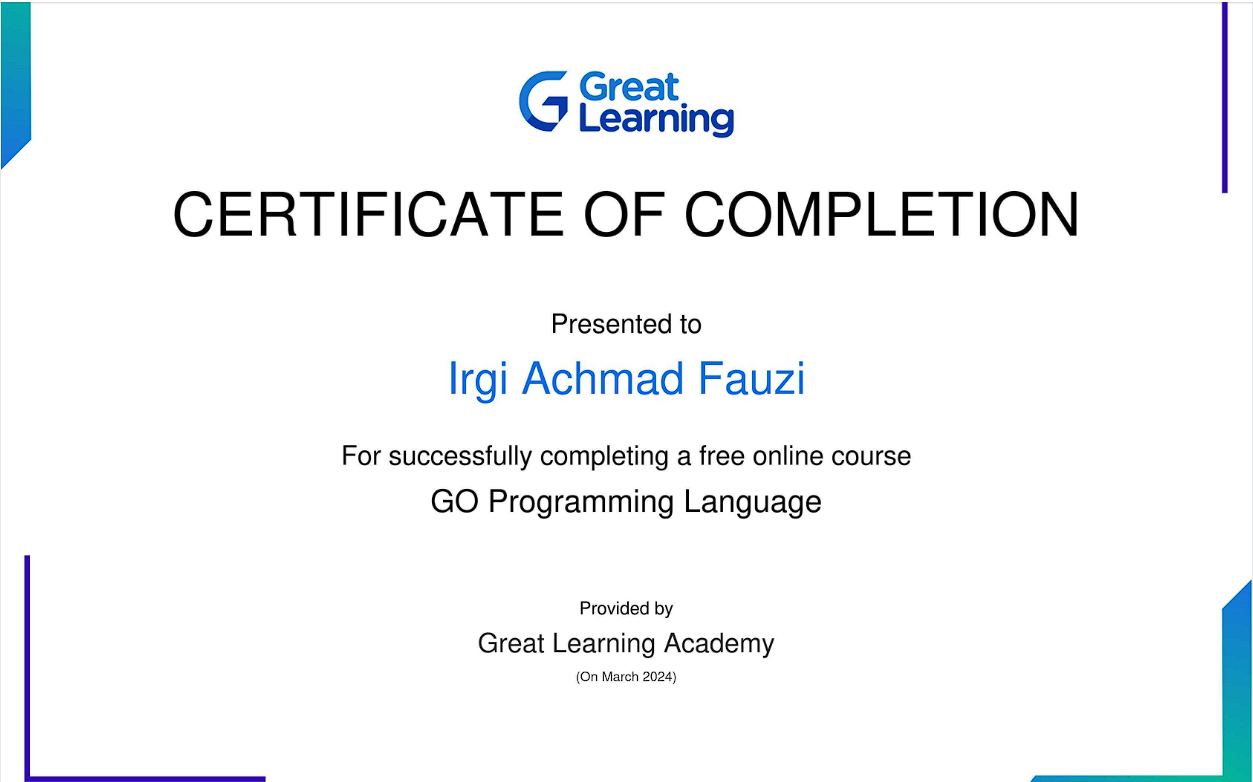 Great
Learning
CERTIFICATE OF COMPLETION
Presented to
Irgi Achmad Fauzi
For successfully completing a free online course
GO Programming Language
Provided by
Great Learning Academy
(On March 2024)